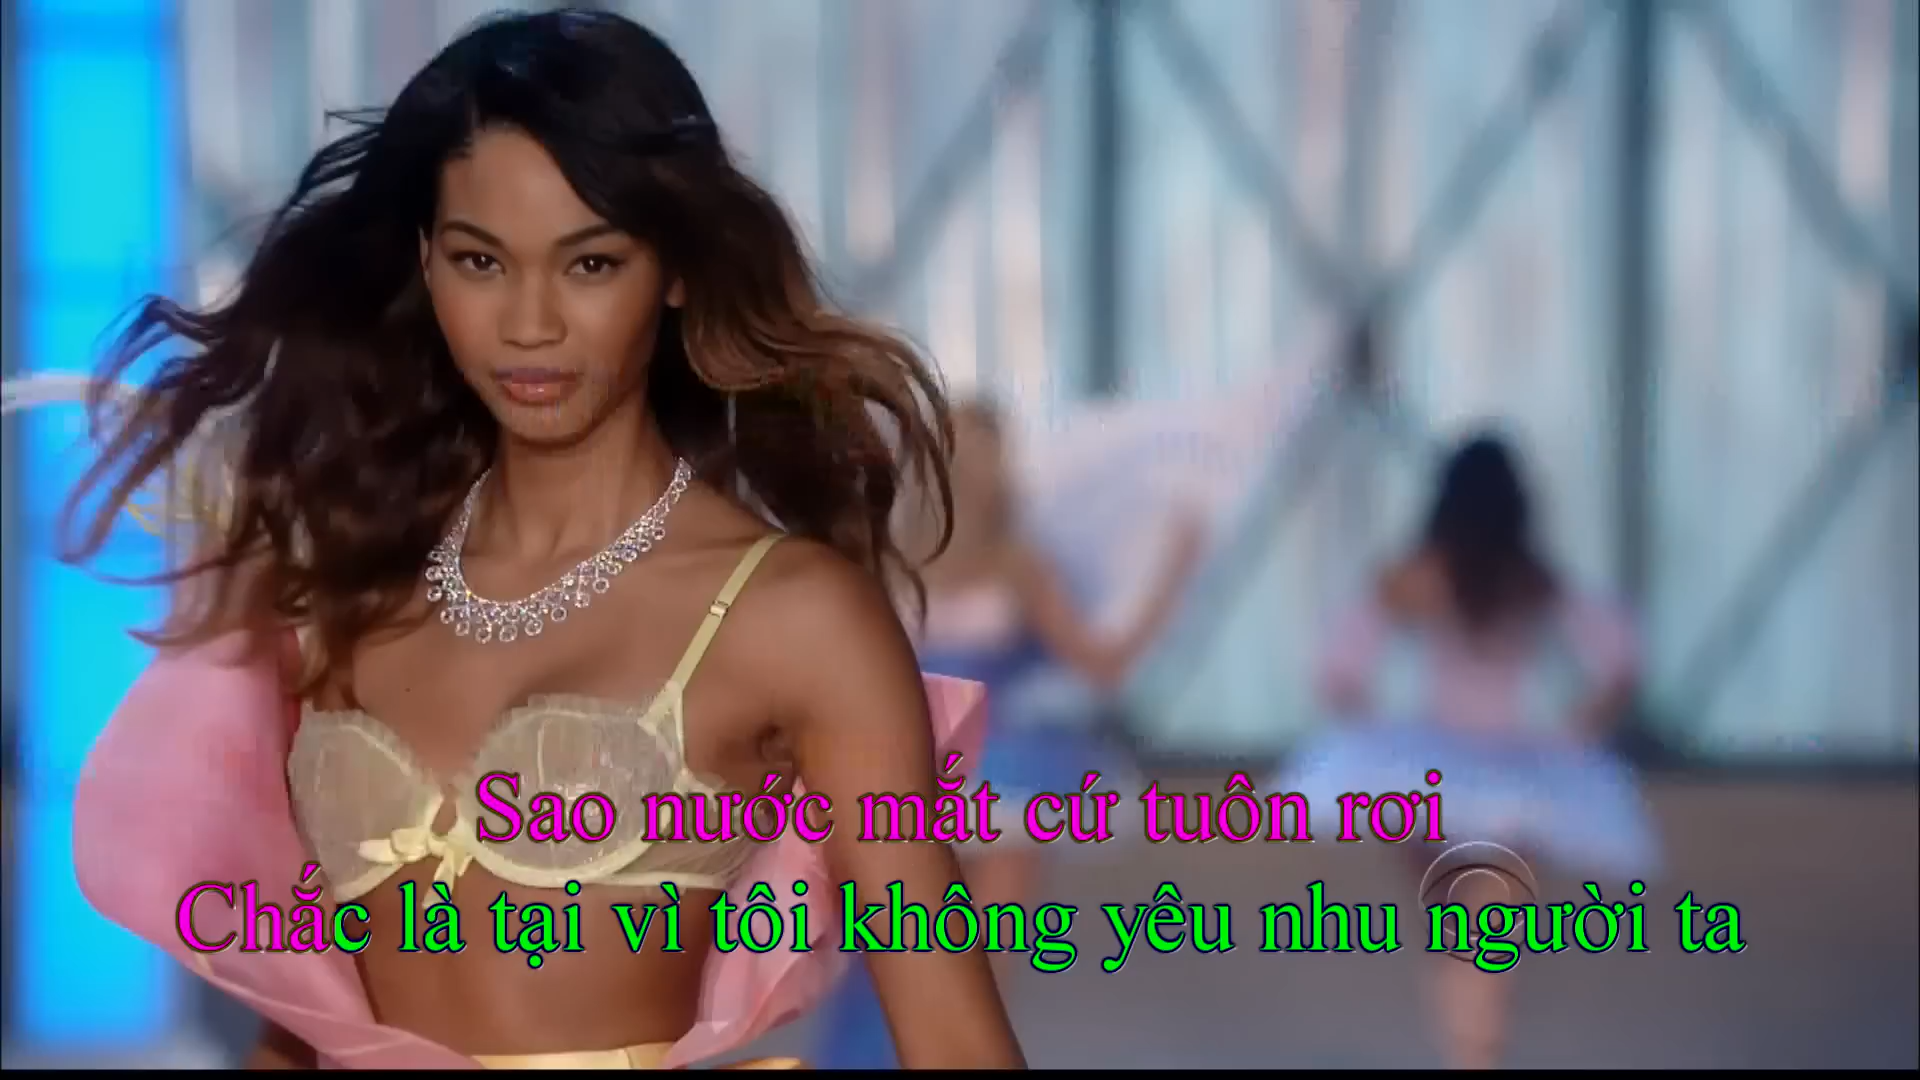 Sao nước mắt cứ tuôn rơi
Chắc là tại vì tôi không yêu nhu người ta